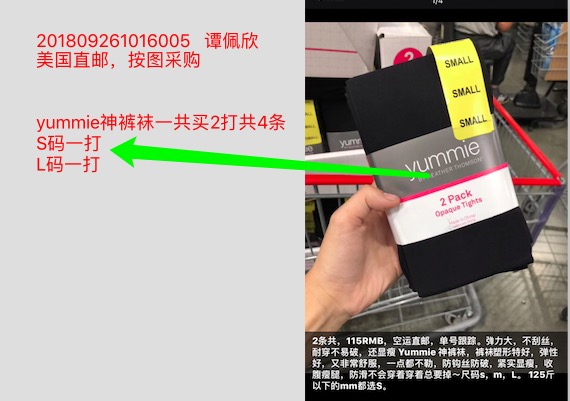 1/4
201809261016005 谭佩欣
美国直邮，按图采购
yummie神裤袜一共买2打共4条
S码一打
L码一打
SMALL
SMALL
SMALL
yummie
HEATHER THOMSON
2 Pack
Opaque Tights
2条共，115RMB，空运直邮，单号跟踪。弹力大，不刮丝，
耐穿不易破，还显瘦 Yummie 神裤袜，裤袜塑形特好，弹性
好，又非常舒服，一点都不勒，防钩丝防破，紧实显瘦，收
腹瘦腿，防滑不会穿着穿着总要掉～尺码s，m，L。 125斤
以下的mm都选S。